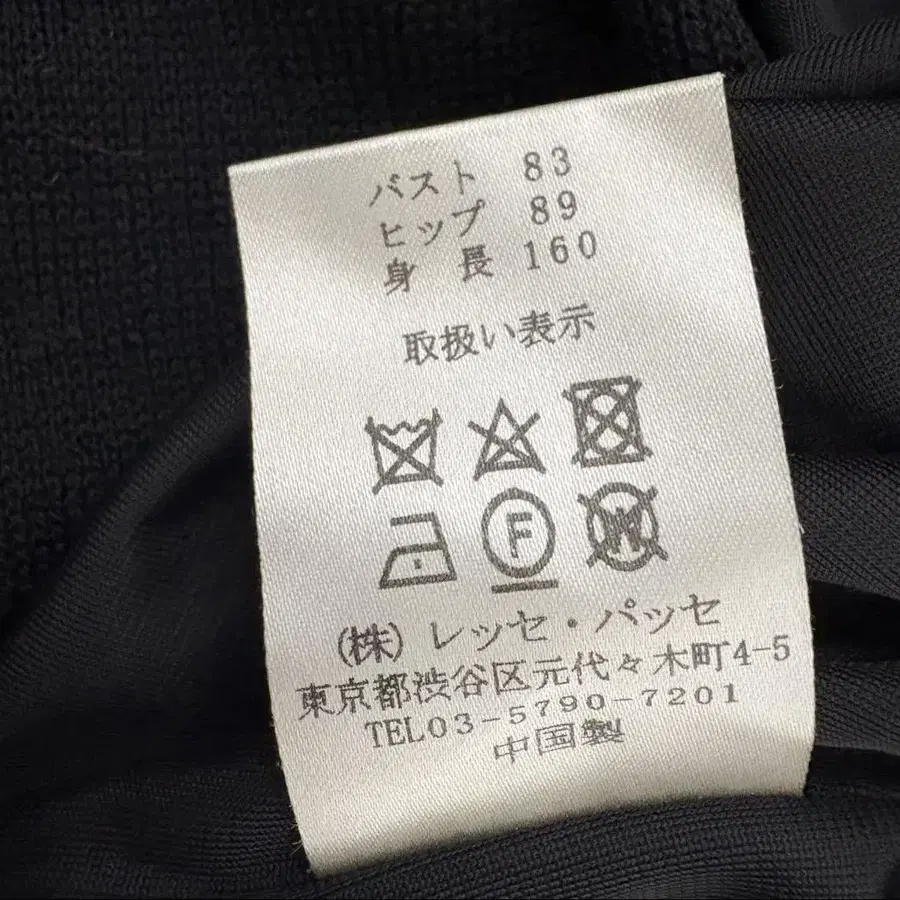 バスト 83
ヒップ 89
身長 160
取扱い表示
F
W
(株)レッセ・パッセ
東京都渋谷区元代々木町4-5
TEL03-5790-7201
中国製